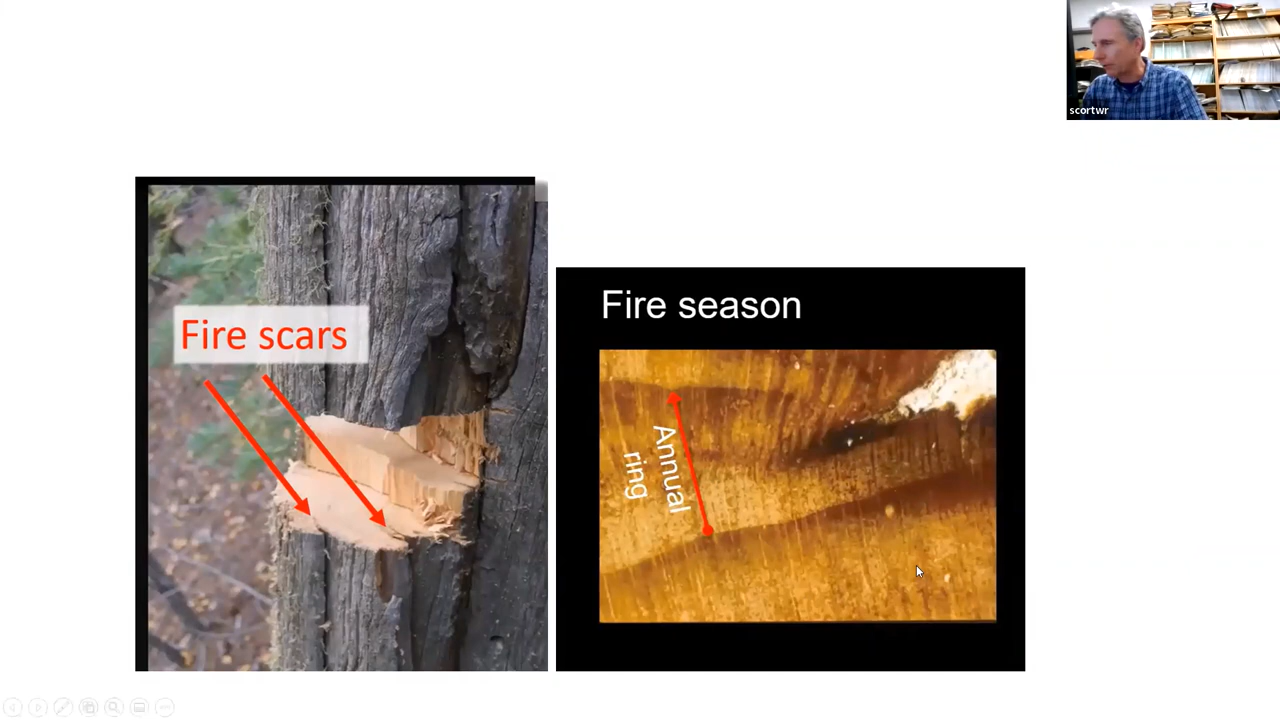 scortwr
Fire scars
Fire season
Annual
ring